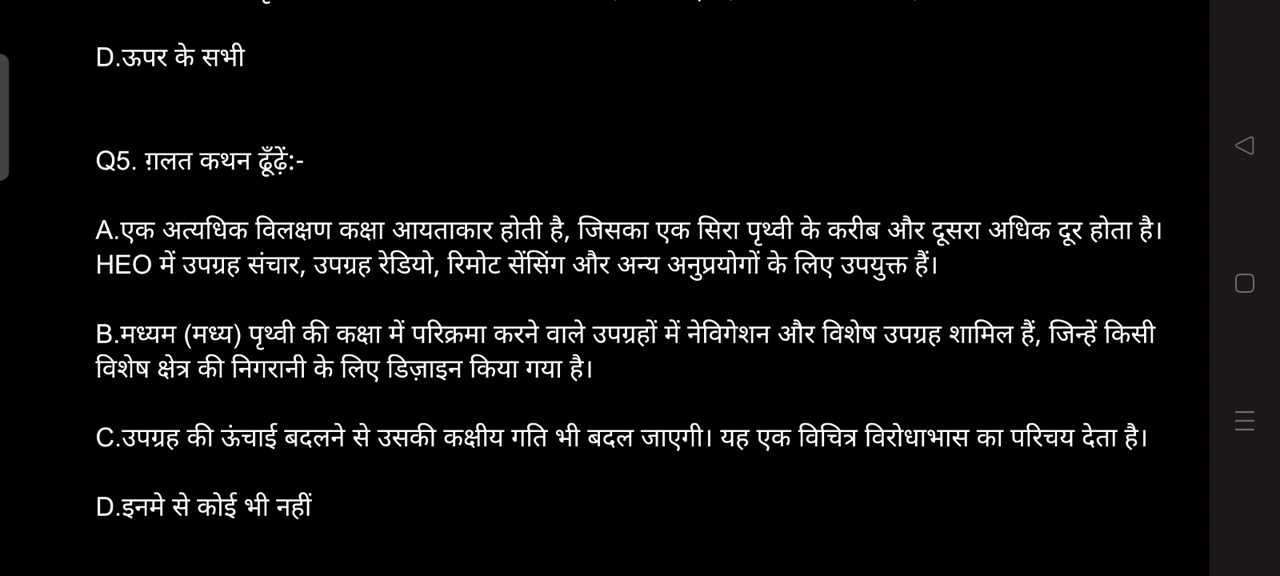 D.ऊपर के सभी
Q5. ग़लत कथन ढूँढ़ें:-
A.एक अत्यधिक विलक्षण कक्षा आयताकार होती है, जिसका एक सिरा पृथ्वी के करीब और दूसरा अधिक दूर होता है।
HEO में उपग्रह संचार, उपग्रह रेडियो, रिमोट सेंसिंग और अन्य अनुप्रयोगों के लिए उपयुक्त हैं।
B.मध्यम (मध्य) पृथ्वी की कक्षा में परिक्रमा करने वाले उपग्रहों में नेविगेशन और विशेष उपग्रह शामिल हैं, जिन्हें किसी
विशेष क्षेत्र की निगरानी के लिए डिज़ाइन किया गया है।
C.उपग्रह की ऊंचाई बदलने से उसकी कक्षीय गति भी बदल जाएगी। यह एक विचित्र विरोधाभास का परिचय देता है।
D.इनमे से कोई भी नहीं